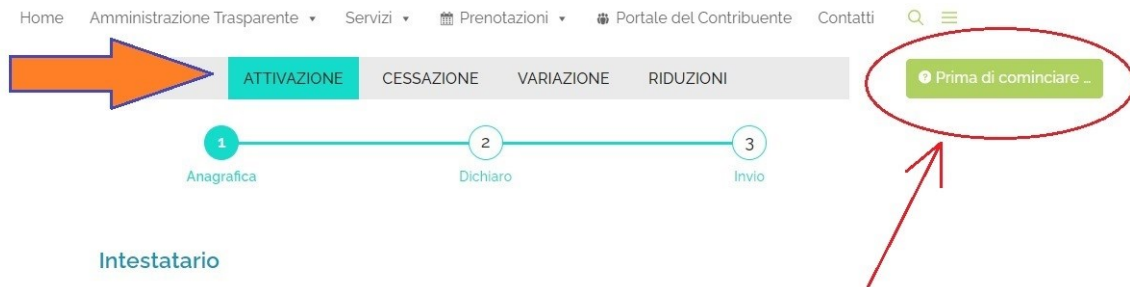 Home Amministrazione Trasparente Servizi Prenotazioni Portale del Contribuente Contatti
ATTIVAZIONE CESSAZIONE VARIAZIONE RIDUZIONI
? Prima di cominciare ...
1 2 3
Anagrafica Dichiaro Invio
Intestatario